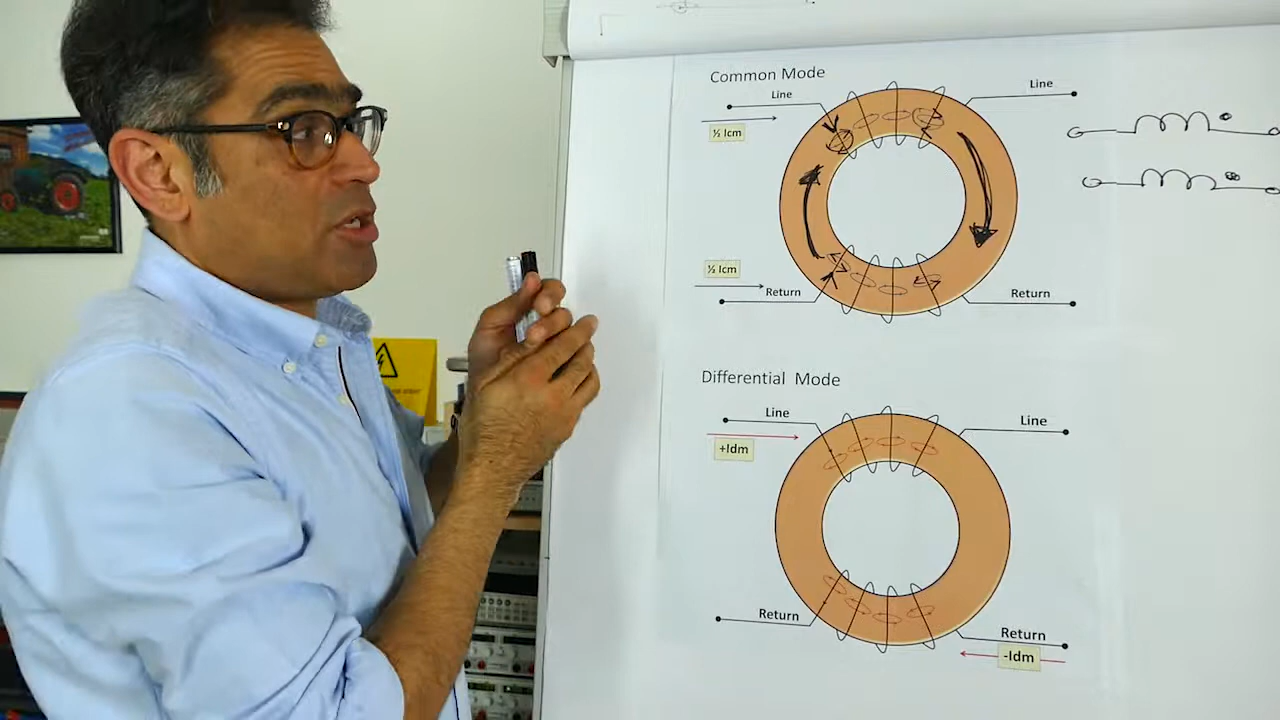 Common Mode
Line
Line
½ Icm
½ Icm
Return
Return
Differential Mode
Line
Line
+Idm
Return
Return
-Idm